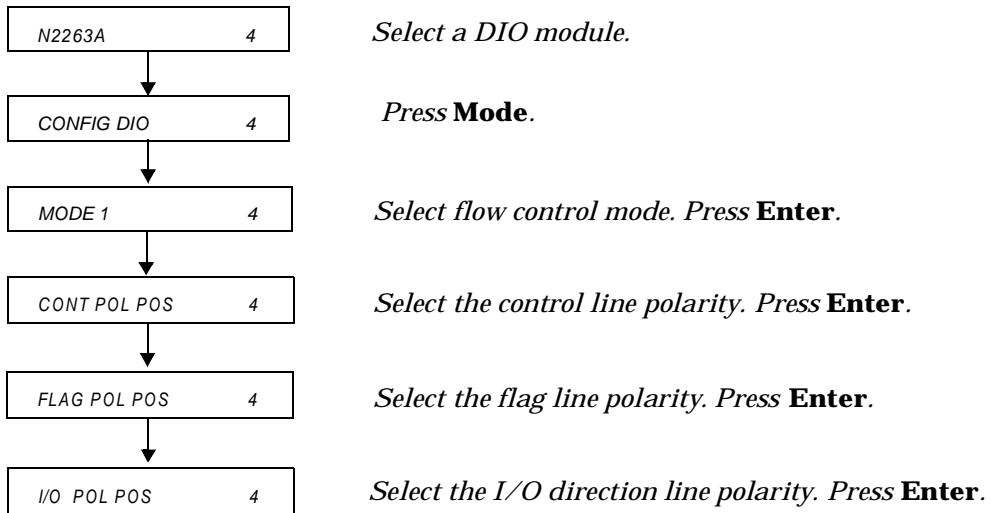 N2263A 4 Select a DIO module.
CONFIG DIO 4 Press Mode.
MODE 1 4 Select flow control mode. Press Enter.
CONT POL POS 4 Select the control line polarity. Press Enter.
FLAG POL POS 4 Select the flag line polarity. Press Enter.
I/O POL POS 4 Select the I/O direction line polarity. Press Enter.